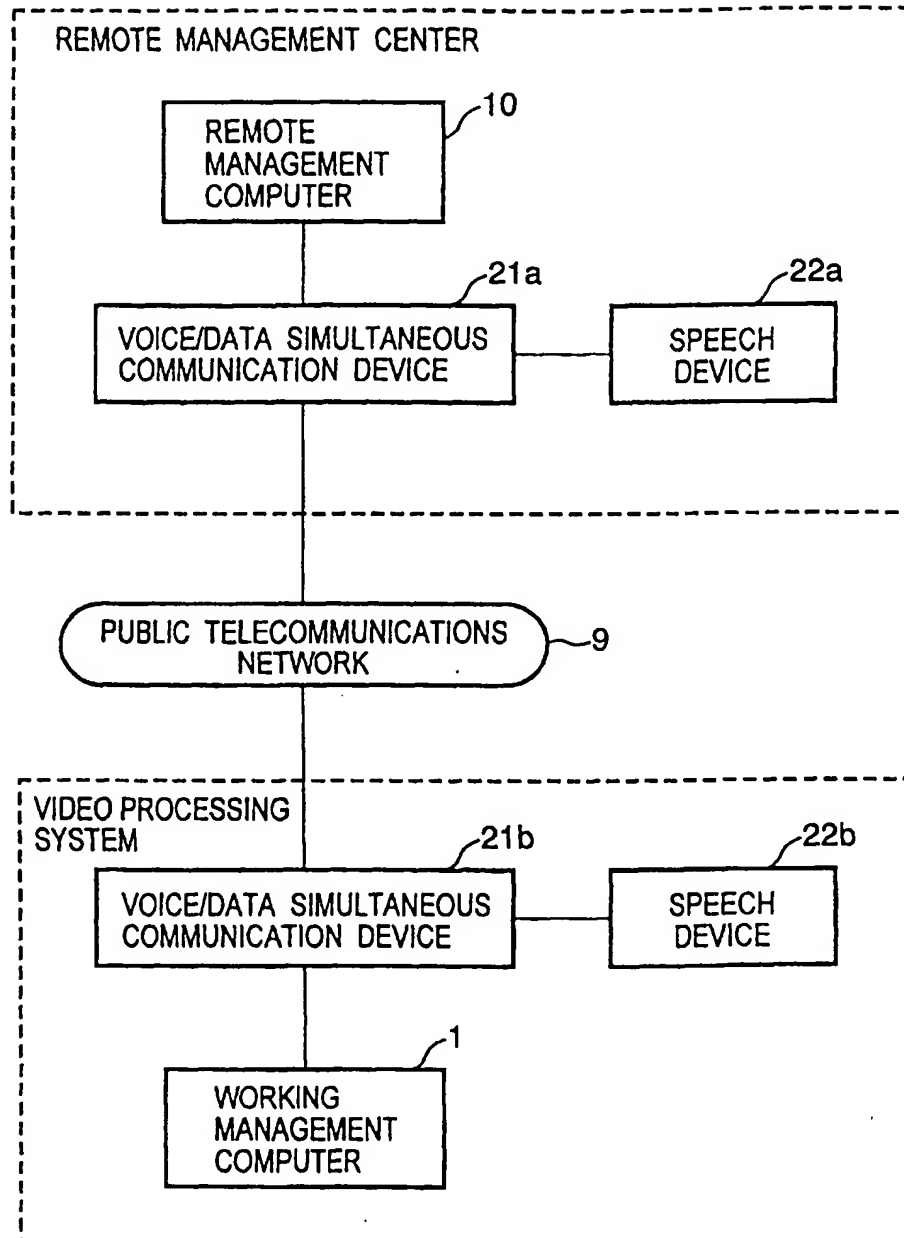 REMOTE MANAGEMENT CENTER
10
REMOTE
MANAGEMENT
COMPUTER
21a
22a
VOICE/DATA SIMULTANEOUS
COMMUNICATION DEVICE
SPEECH
DEVICE
PUBLIC TELECOMMUNICATIONS
NETWORK
9
VIDEO PROCESSING
SYSTEM
21b
22b
VOICE/DATA SIMULTANEOUS
COMMUNICATION DEVICE
SPEECH
DEVICE
1
WORKING
MANAGEMENT
COMPUTER